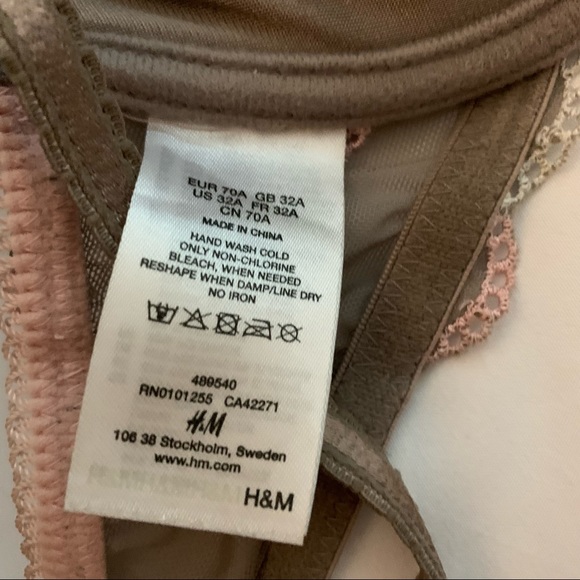 EUR 70A GB 32A
US 32A FR 32A
CN 70A
MADE IN CHINA
HAND WASH COLD
ONLY NON-CHLORINE
BLEACH, WHEN NEEDED
RESHAPE WHEN DAMP/LINE DRY
NO IRON
489540
RN0101255 CA42271
H&M
106 38 Stockholm, Sweden
www.hm.com
H&M